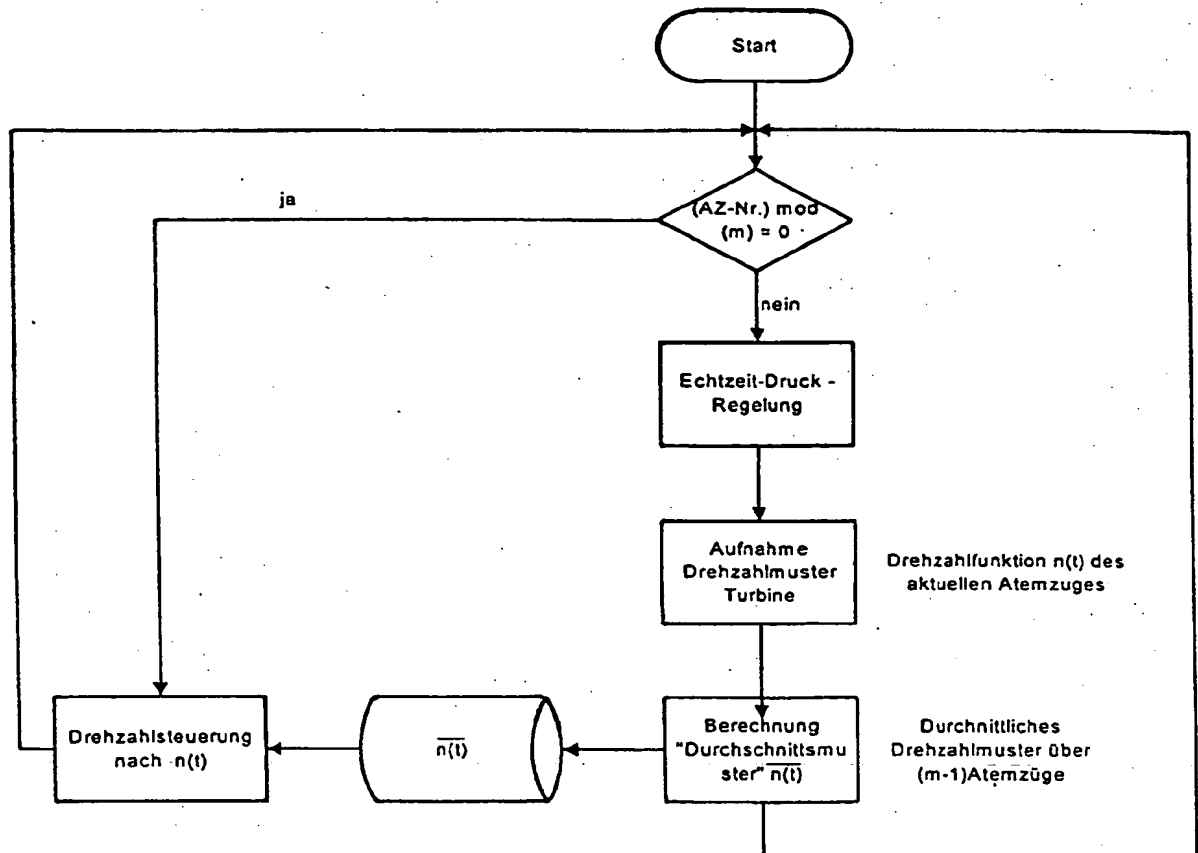 Start
ja
(AZ-Nr.) mod
(m) = 0
nein
Echtzeit-Druck -
Regelung
Aufnahme
Drehzahlmuster
Turbine
Drehzahlfunktion n(t) des
aktuellen Atemzuges
Drehzahlsteuerung
nach n(t)
n(t)
Berechnung
"Durchschnittsmu
ster" n(t)
Durchnittliches
Drehzahlmuster über
(m-1)Atemzüge